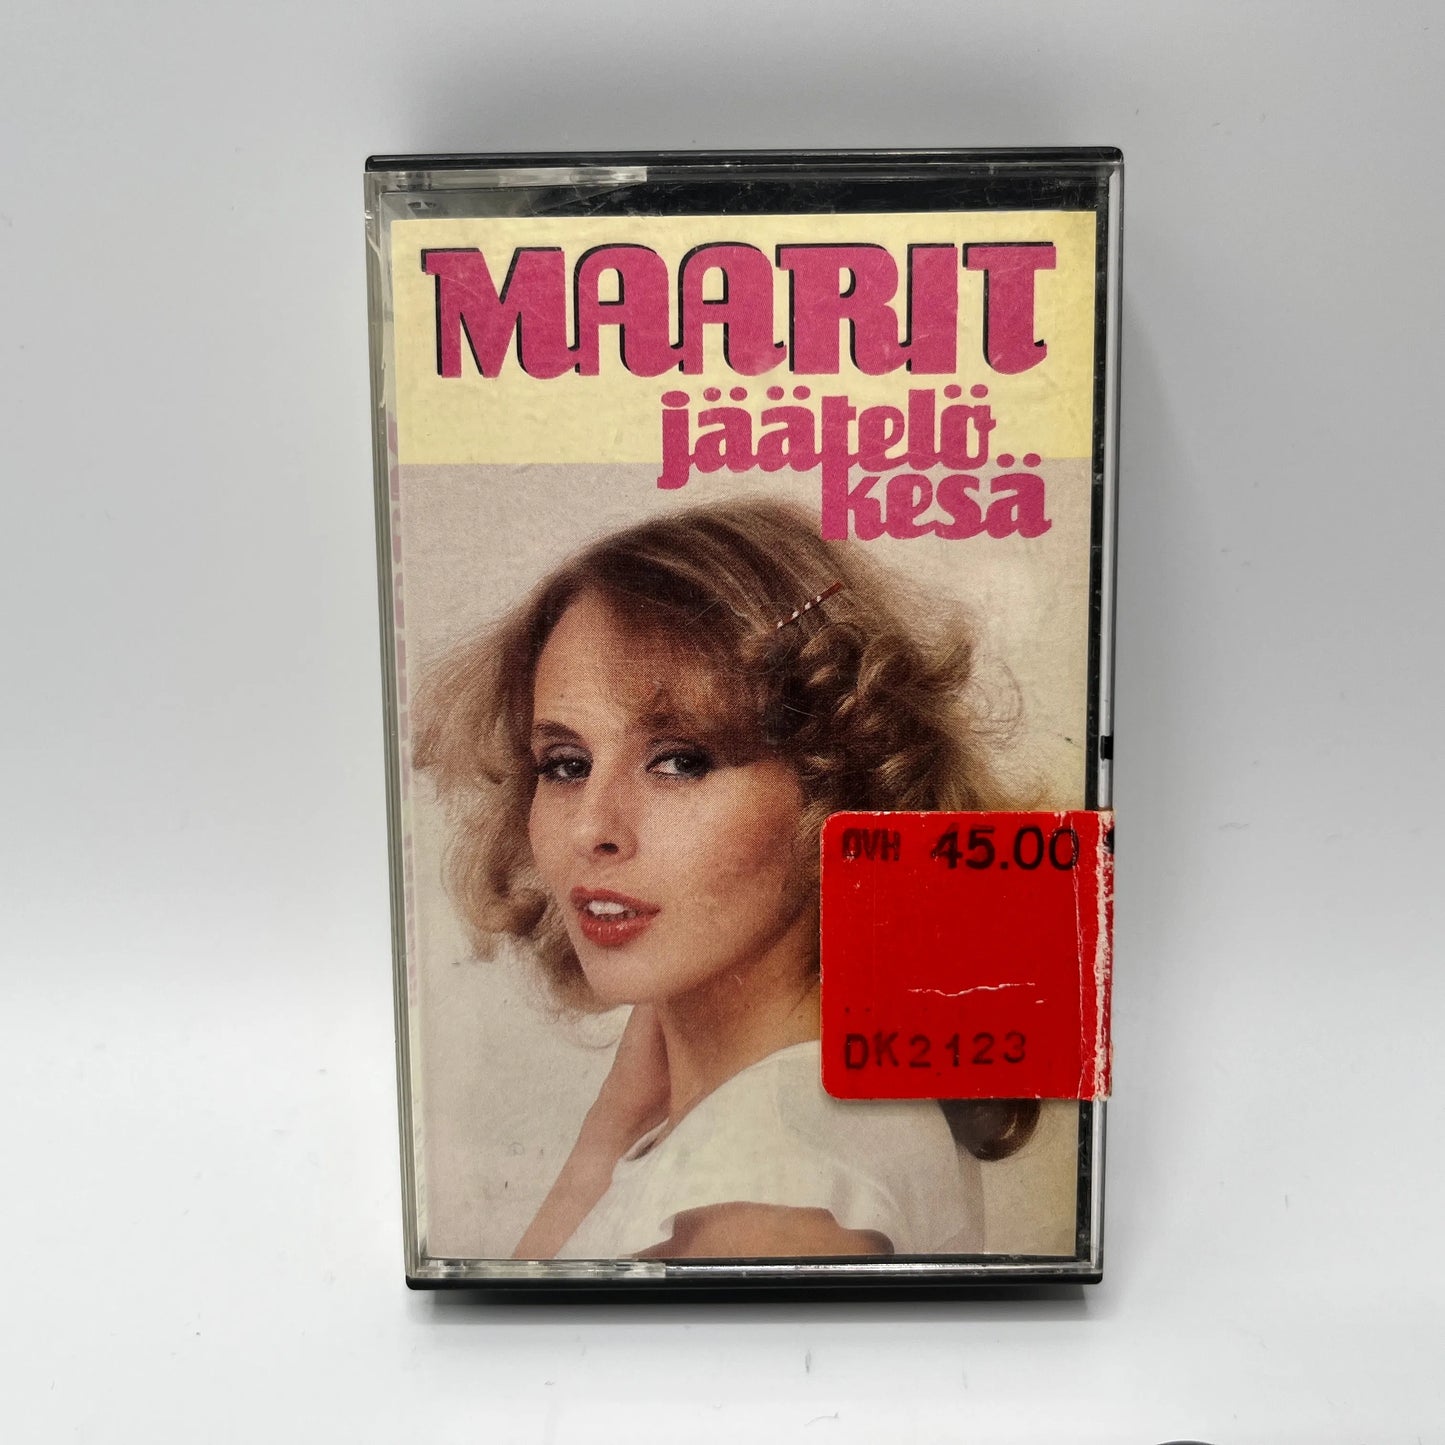 MAARIT
jäätelö
kesä
OVH 45.00
DK2123